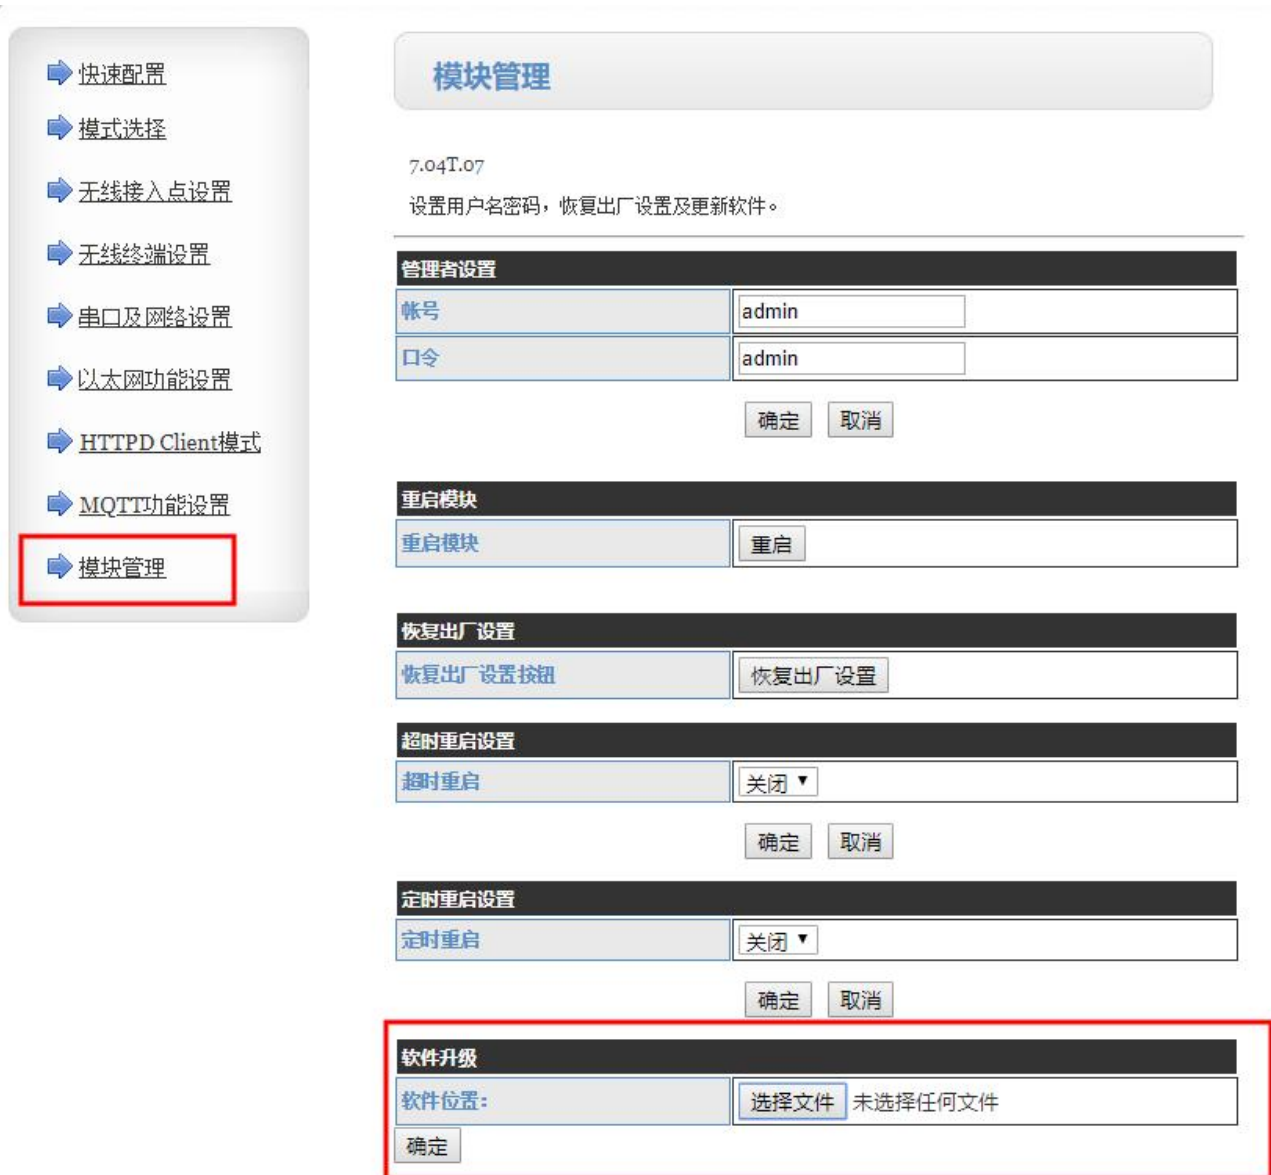 快速配置
模式选择
无线接入点设置
无线终端设置
串口及网络设置
以太网功能设置
HTTPD Client模式
MQTT功能设置
模块管理
模块管理
7.04T.07
设置用户名密码，恢复出厂设置及更新软件。
管理者设置
帐号 admin
口令 admin
确定 取消
重启模块
重启模块 重启
恢复出厂设置
恢复出厂设置按钮 恢复出厂设置
超时重启设置
超时重启 关闭
确定 取消
定时重启设置
定时重启 关闭
确定 取消
软件升级
软件位置： 选择文件 未选择任何文件
确定